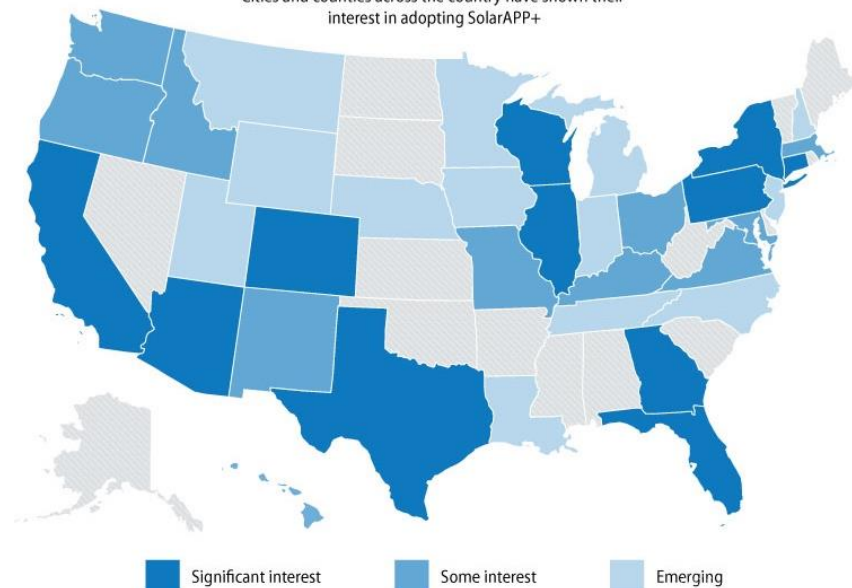 Cities and counties across the country have shown their
interest in adopting SolarAPP+
Significant interest
Some interest
Emerging